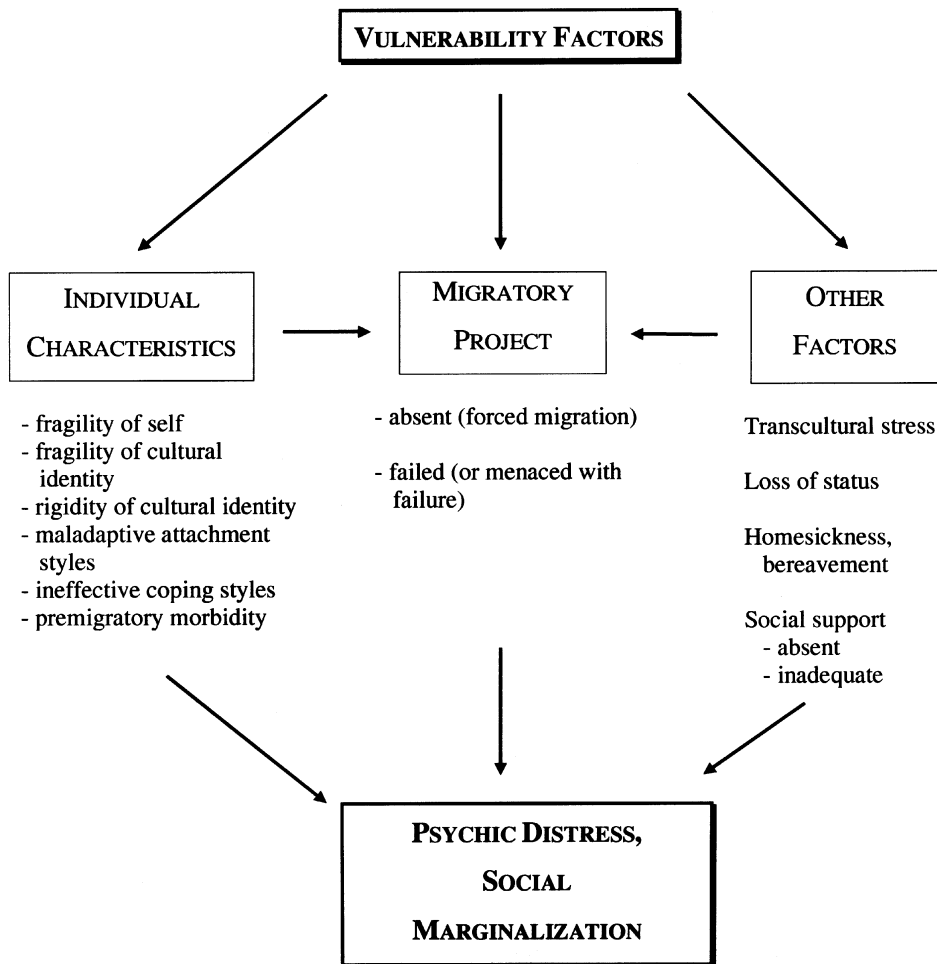 VULNERABILITY FACTORS
INDIVIDUAL
CHARACTERISTICS
- fragility of self
- fragility of cultural
identity
- rigidity of cultural identity
- maladaptive attachment
styles
- ineffective coping styles
- premigratory morbidity
MIGRATORY
PROJECT
- absent (forced migration)
- failed (or menaced with
failure)
OTHER
FACTORS
Transcultural stress
Loss of status
Homesickness,
bereavement
Social support
- absent
- inadequate
PSYCHIC DISTRESS,
SOCIAL
MARGINALIZATION